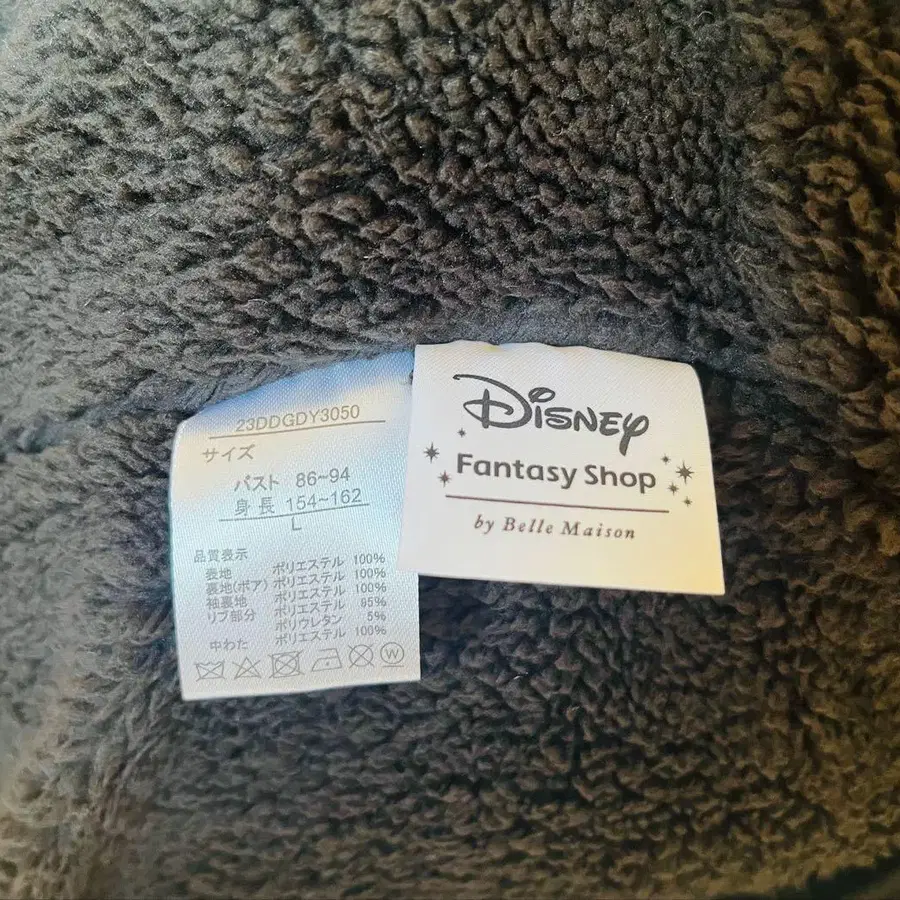 23DDGDY3050
サイズ
バスト 86~94
身長 154~162
L
品質表示
表地 ポリエステル 100%
裏地(ボア) ポリエステル 100%
袖裏地 ポリエステル 100%
リブ部分 ポリエステル 95%
ポリウレタン 5%
中わた ポリエステル 100%
W
Disney
Fantasy Shop
by Belle Maison